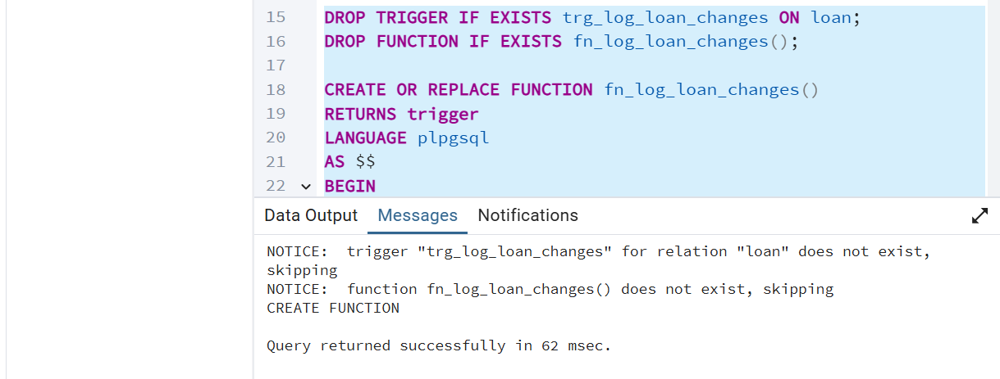 15 DROP TRIGGER IF EXISTS trg_log_loan_changes ON loan;
16 DROP FUNCTION IF EXISTS fn_log_loan_changes();
17
18 CREATE OR REPLACE FUNCTION fn_log_loan_changes()
19 RETURNS trigger
20 LANGUAGE plpgsql
21 AS $$
22 BEGIN
Data Output Messages Notifications
NOTICE:  trigger "trg_log_loan_changes" for relation "loan" does not exist,
skipping
NOTICE:  function fn_log_loan_changes() does not exist, skipping
CREATE FUNCTION
Query returned successfully in 62 msec.